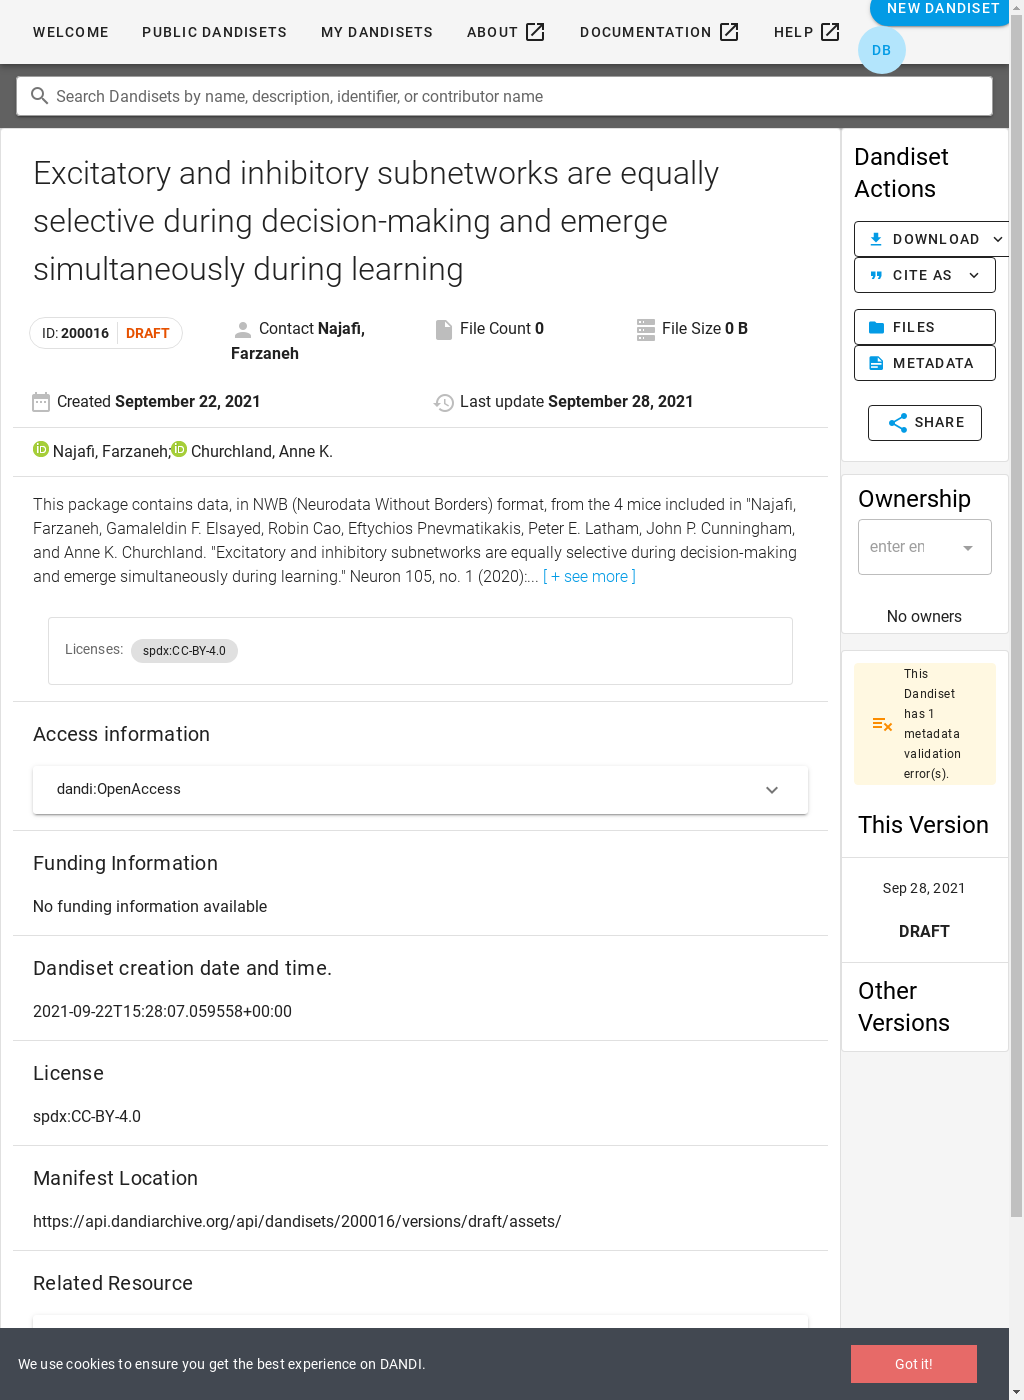 WELCOME PUBLIC DANDISETS MY DANDISETS ABOUT DOCUMENTATION HELP NEW DANDISET
DB
Search Dandisets by name, description, identifier, or contributor name
Excitatory and inhibitory subnetworks are equally
selective during decision-making and emerge
simultaneously during learning
ID: 200016 DRAFT
Contact Najafi,
Farzaneh
File Count 0
File Size 0 B
Created September 22, 2021
Last update September 28, 2021
Najafi, Farzaneh; Churchland, Anne K.
This package contains data, in NWB (Neurodata Without Borders) format, from the 4 mice included in "Najafi,
Farzaneh, Gamaleldin F. Elsayed, Robin Cao, Eftychios Pnevmatikakis, Peter E. Latham, John P. Cunningham,
and Anne K. Churchland. "Excitatory and inhibitory subnetworks are equally selective during decision-making
and emerge simultaneously during learning." Neuron 105, no. 1 (2020):... [ + see more ]
Licenses: spdx:CC-BY-4.0
Access information
dandi:OpenAccess
Funding Information
No funding information available
Dandiset creation date and time.
2021-09-22T15:28:07.059558+00:00
License
spdx:CC-BY-4.0
Manifest Location
https://api.dandiarchive.org/api/dandisets/200016/versions/draft/assets/
Related Resource
Dandiset
Actions
DOWNLOAD
CITE AS
FILES
METADATA
SHARE
Ownership
enter en
No owners
This
Dandiset
has 1
metadata
validation
error(s).
This Version
Sep 28, 2021
DRAFT
Other
Versions
We use cookies to ensure you get the best experience on DANDI.
Got it!